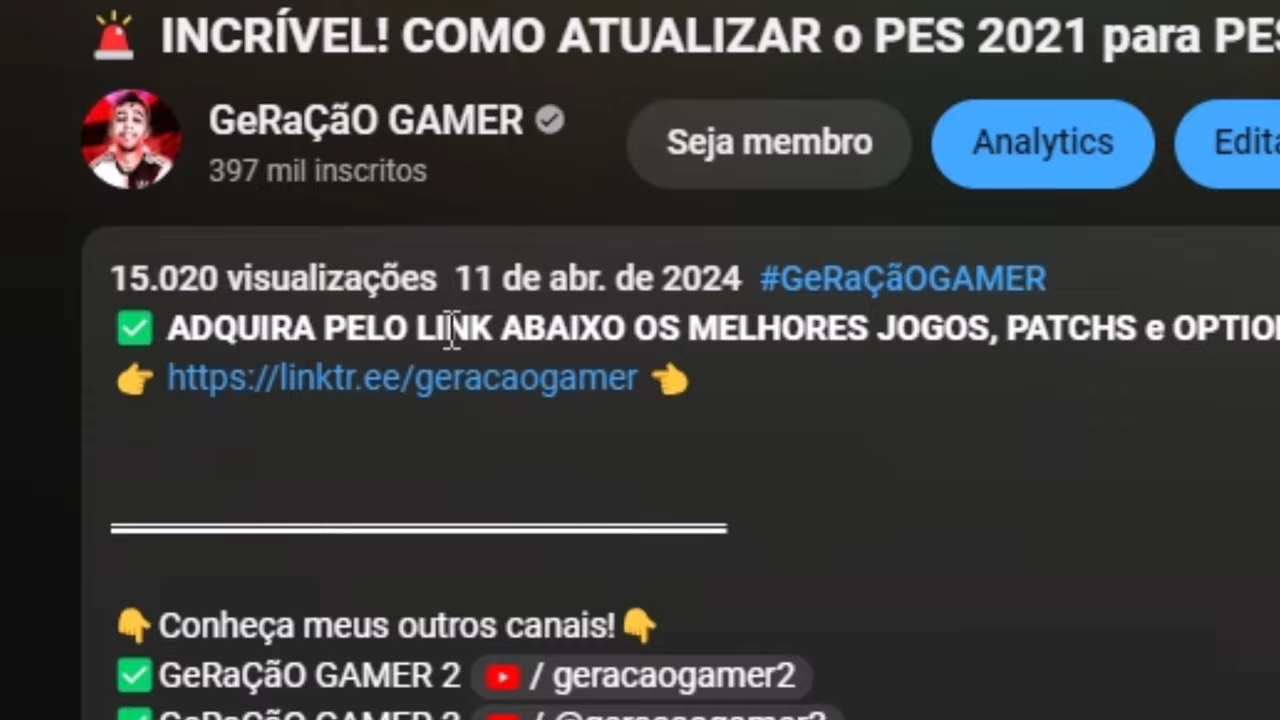 INCRÍVEL! COMO ATUALIZAR o PES 2021 para PES
GeRaÇãO GAMER
397 mil inscritos
Seja membro
Analytics
15.020 visualizações 11 de abr. de 2024 #GeRaÇãOGAMER
ADQUIRA PELO LINK ABAIXO OS MELHORES JOGOS, PATCHS e
https://linktr.ee/geracaogamer
Conheça meus outros canais!
GeRaÇãO GAMER 2 / geracaogamer2